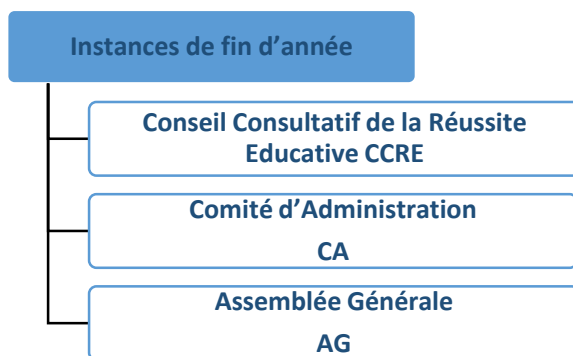 Instances de fin d’année
Conseil Consultatif de la Réussite
Educative CCRE
Comité d’Administration
CA
Assemblée Générale
AG